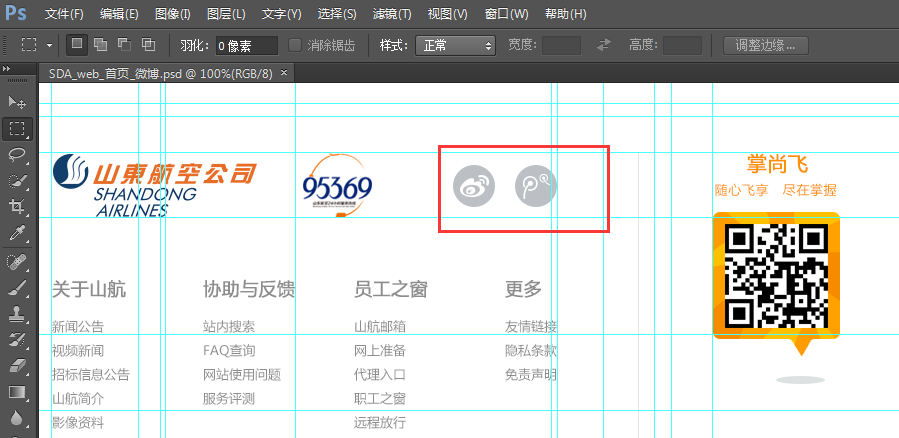 Ps 文件(F) 编辑(E) 图像(I) 图层(L) 文字(Y) 选择(S) 滤镜(T) 视图(V) 窗口(W) 帮助(H)
羽化: 0 像素 消除锯齿 样式: 正常 宽度: 高度: 调整边缘...
SDA_web_首页_微博.psd @ 100%(RGB/8) ×
山東航空公司
SHANDONG
AIRLINES
95369
掌尚飞
随心飞享 尽在掌握
关于山航 协助与反馈 员工之窗 更多
新闻公告 站内搜索 山航邮箱 友情链接
视频新闻 FAQ查询 网上准备 隐私条款
招标信息公告 网站使用问题 代理入口 免责声明
山航简介 服务评测 职工之窗
影像资料 远程放行